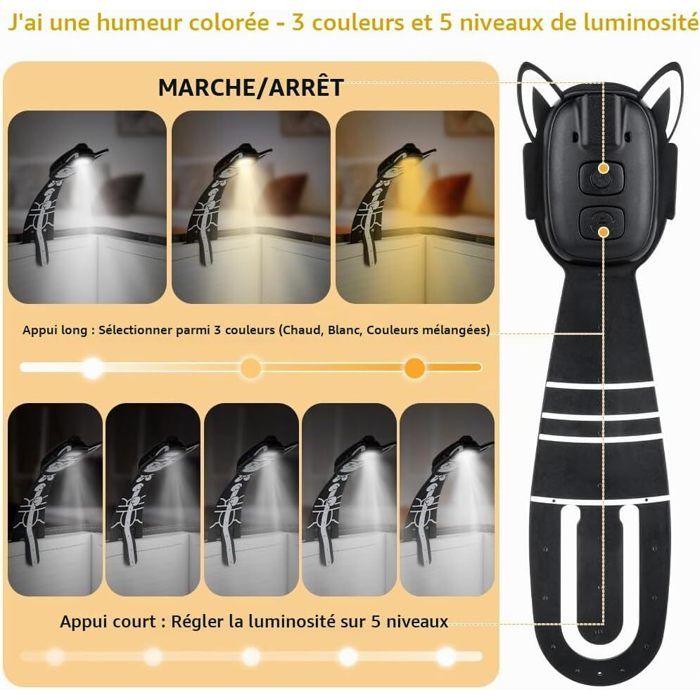 J'ai une humeur colorée - 3 couleurs et 5 niveaux de luminosité
MARCHE/ARRÊT
Appui long : Sélectionner parmi 3 couleurs (Chaud, Blanc, Couleurs mélangées)
Appui court : Régler la luminosité sur 5 niveaux